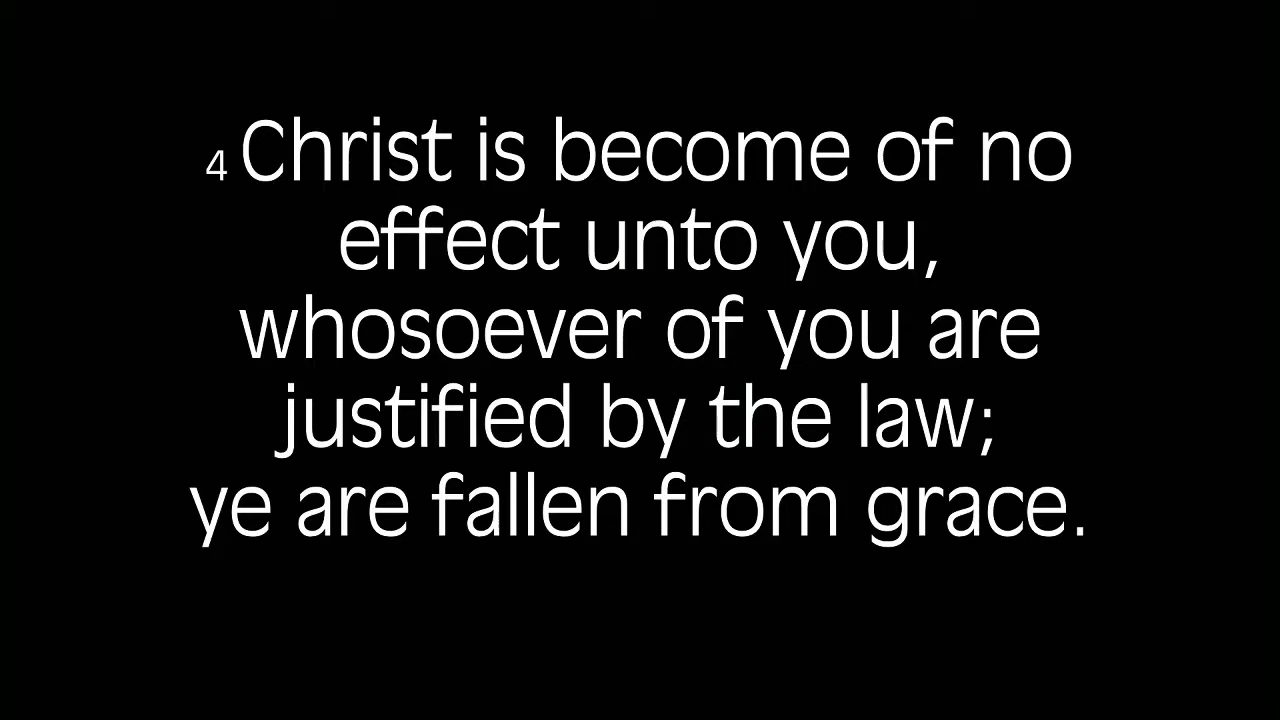 4 Christ is become of no
effect unto you,
whosoever of you are
justified by the law;
ye are fallen from grace.